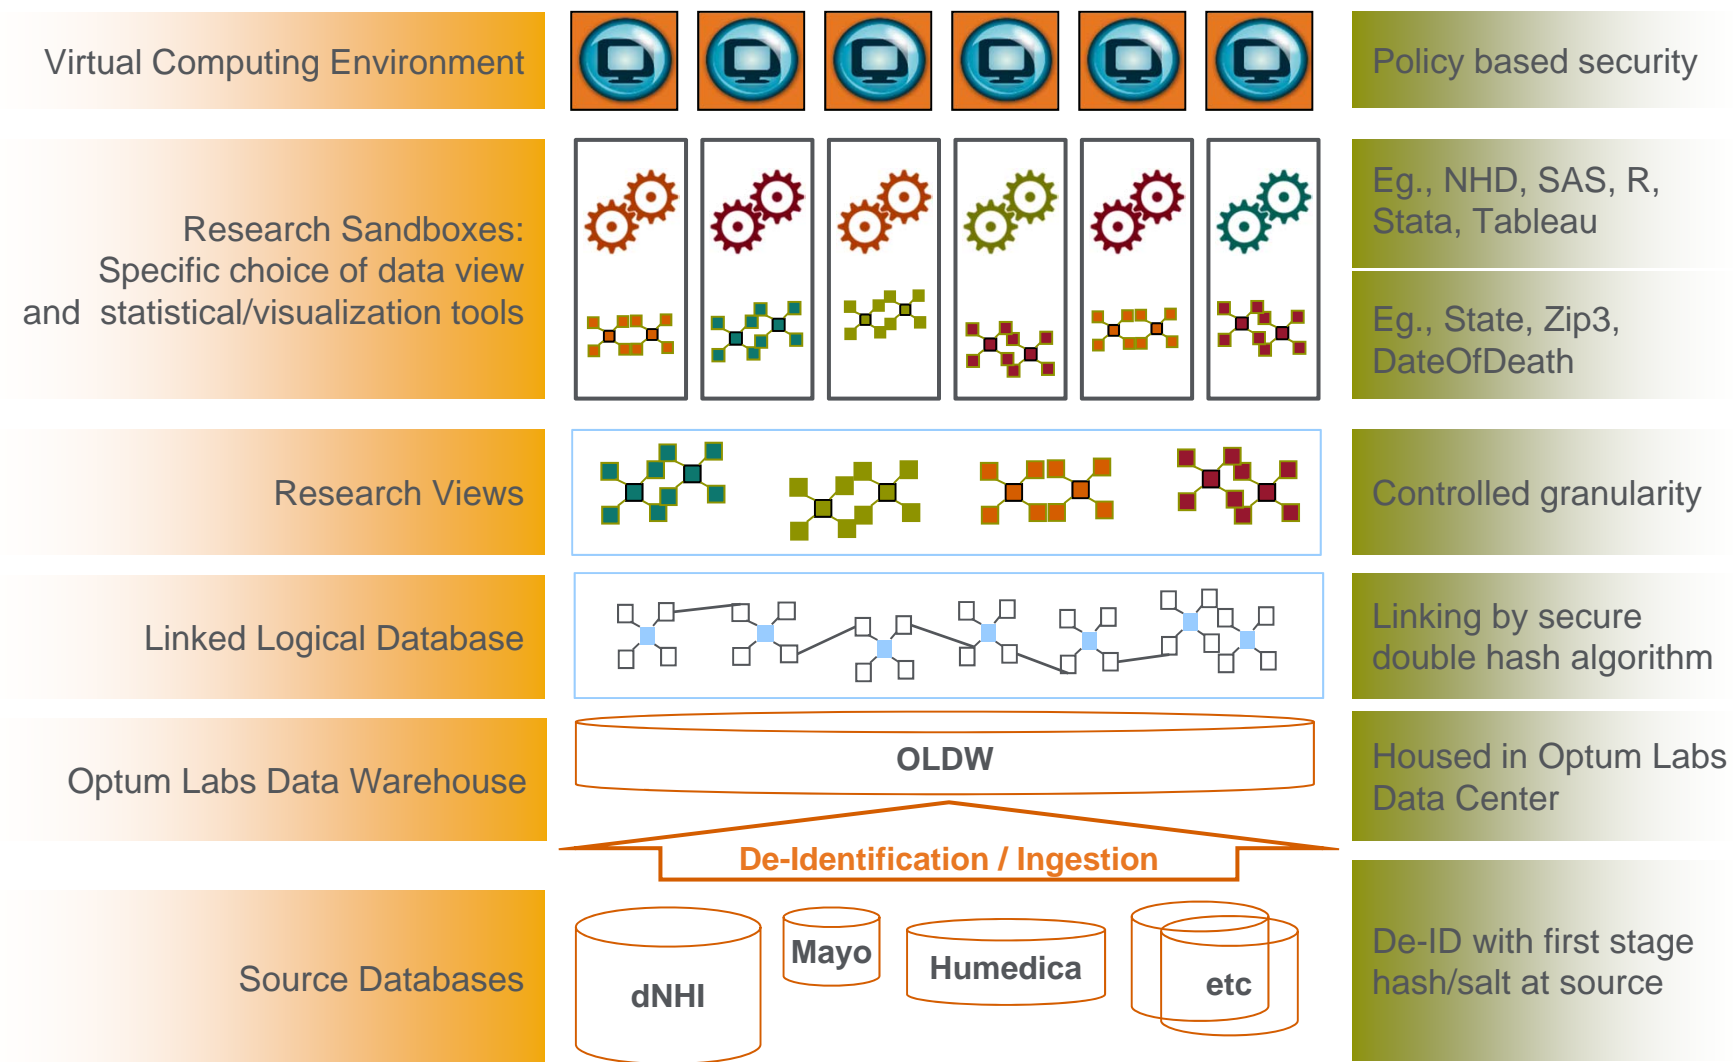 Virtual Computing Environment
Policy based security
Research Sandboxes:
Specific choice of data view
and  statistical/visualization tools
Eg., NHD, SAS, R,
Stata, Tableau
Eg., State, Zip3,
DateOfDeath
Research Views
Controlled granularity
Linked Logical Database
Linking by secure
double hash algorithm
Optum Labs Data Warehouse
OLDW
Housed in Optum Labs
Data Center
De-Identification / Ingestion
Source Databases
dNHI
Mayo
Humedica
etc
De-ID with first stage
hash/salt at source